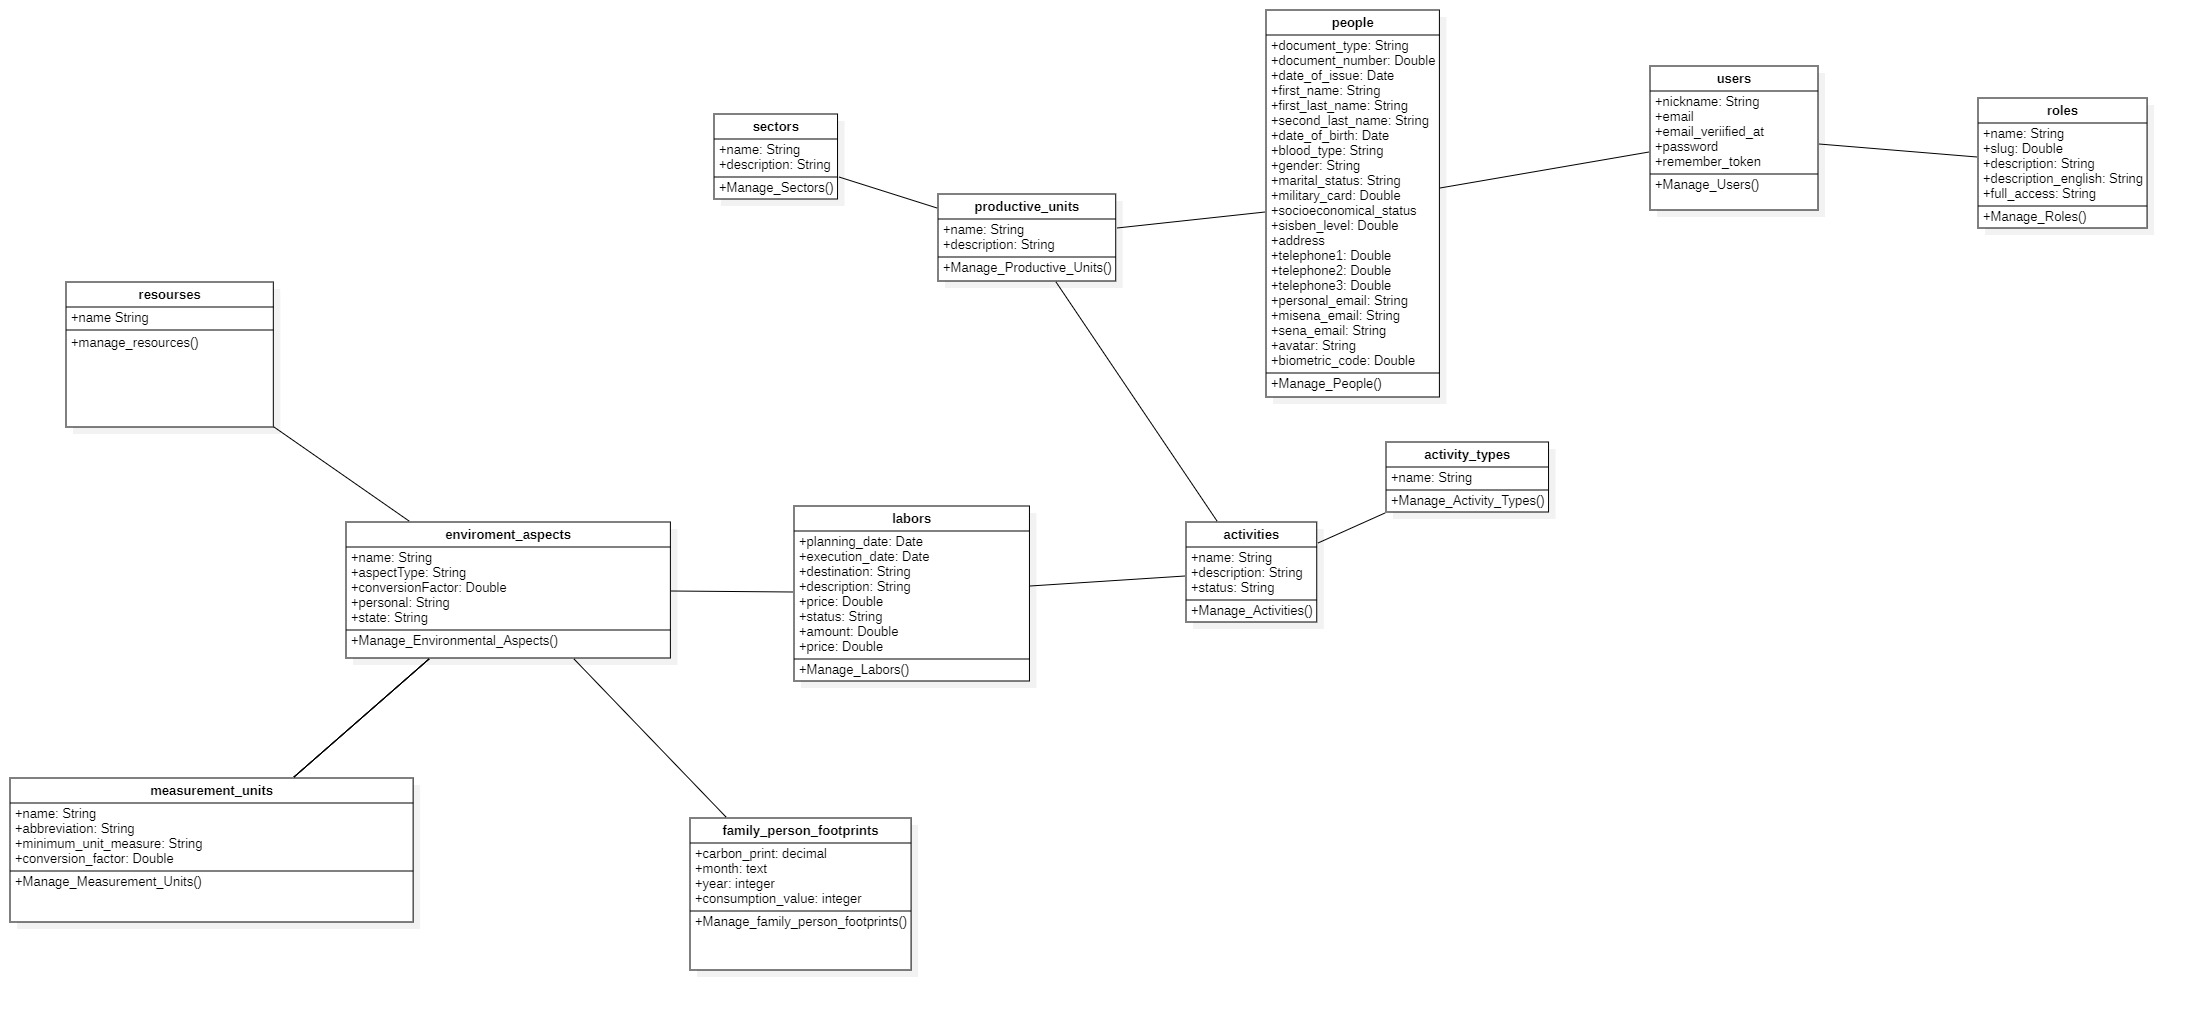 people
+document_type: String
+document_number: Double
+date_of_issue: Date
+first_name: String
+first_last_name: String
+second_last_name: String
+date_of_birth: Date
+blood_type: String
+gender: String
+marital_status: String
+military_card: Double
+socioeconomical_status
+sisben_level: Double
+address
+telephone1: Double
+telephone2: Double
+telephone3: Double
+personal_email: String
+misena_email: String
+sena_email: String
+avatar: String
+biometric_code: Double
+Manage_People()
users
+nickname: String
+email
+email_veriified_at
+password
+remember_token
+Manage_Users()
roles
+name: String
+slug: Double
+description: String
+description_english: String
+full_access: String
+Manage_Roles()
sectors
+name: String
+description: String
+Manage_Sectors()
productive_units
+name: String
+description: String
+Manage_Productive_Units()
resourses
+name String
+manage_resources()
activity_types
+name: String
+Manage_Activity_Types()
enviroment_aspects
+name: String
+aspectType: String
+conversionFactor: Double
+personal: String
+state: String
+Manage_Environmental_Aspects()
labors
+planning_date: Date
+execution_date: Date
+destination: String
+description: String
+price: Double
+status: String
+amount: Double
+price: Double
+Manage_Labors()
activities
+name: String
+description: String
+status: String
+Manage_Activities()
measurement_units
+name: String
+abbreviation: String
+minimum_unit_measure: String
+conversion_factor: Double
+Manage_Measurement_Units()
family_person_footprints
+carbon_print: decimal
+month: text
+year: integer
+consumption_value: integer
+Manage_family_person_footprints()